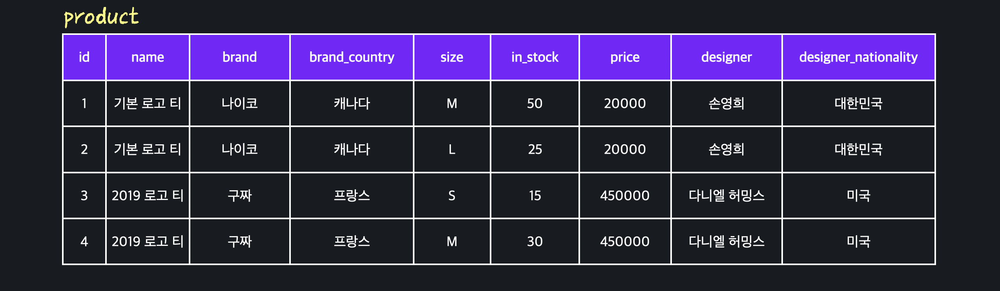 product
id name brand brand_country size in_stock price designer designer_nationality
1 기본 로고 티 나이코 캐나다 M 50 20000 손영희 대한민국
2 기본 로고 티 나이코 캐나다 L 25 20000 손영희 대한민국
3 2019 로고 티 구짜 프랑스 S 15 450000 다니엘 허밍스 미국
4 2019 로고 티 구짜 프랑스 M 30 450000 다니엘 허밍스 미국